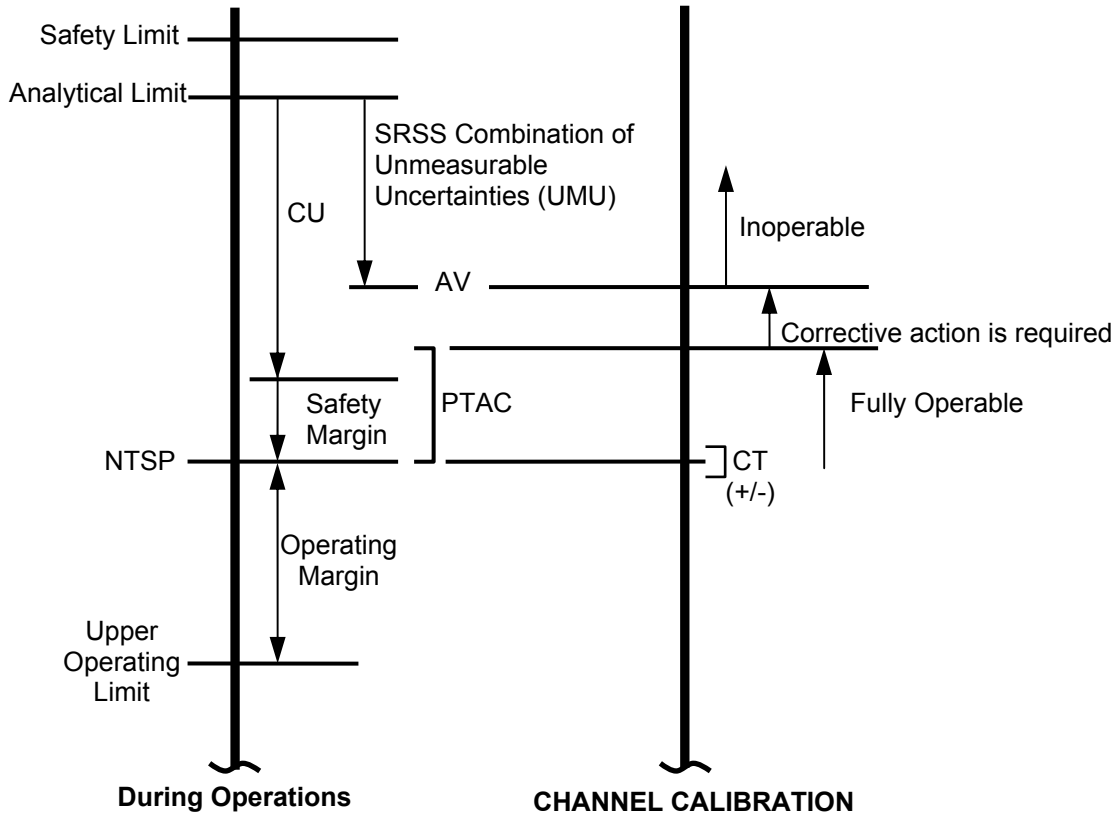 Safety Limit
Analytical Limit
SRSS Combination of
Unmeasurable
Uncertainties (UMU)
CU
Inoperable
AV
Corrective action is required
PTAC
Fully Operable
Safety
Margin
NTSP
CT
(+/-)
Operating
Margin
Upper
Operating
Limit
During Operations
CHANNEL CALIBRATION